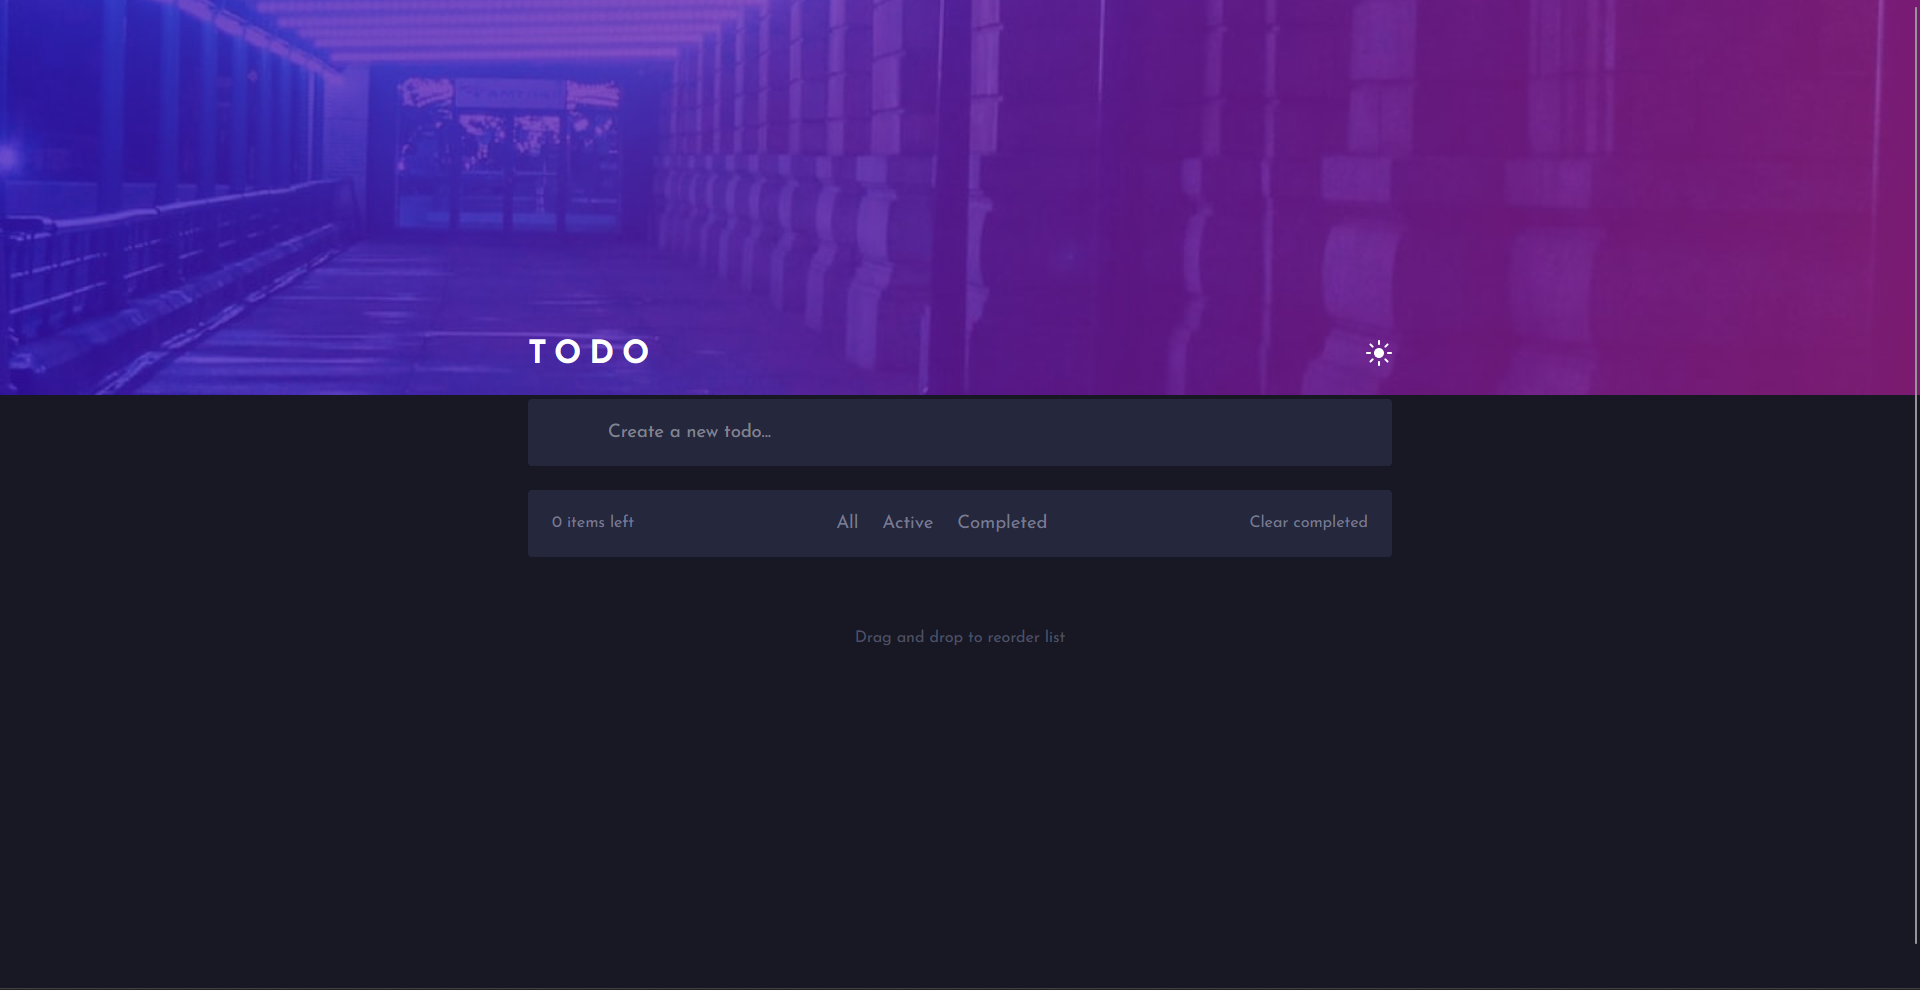 TODO
Create a new todo...
0 items left
All Active Completed
Clear completed
Drag and drop to reorder list